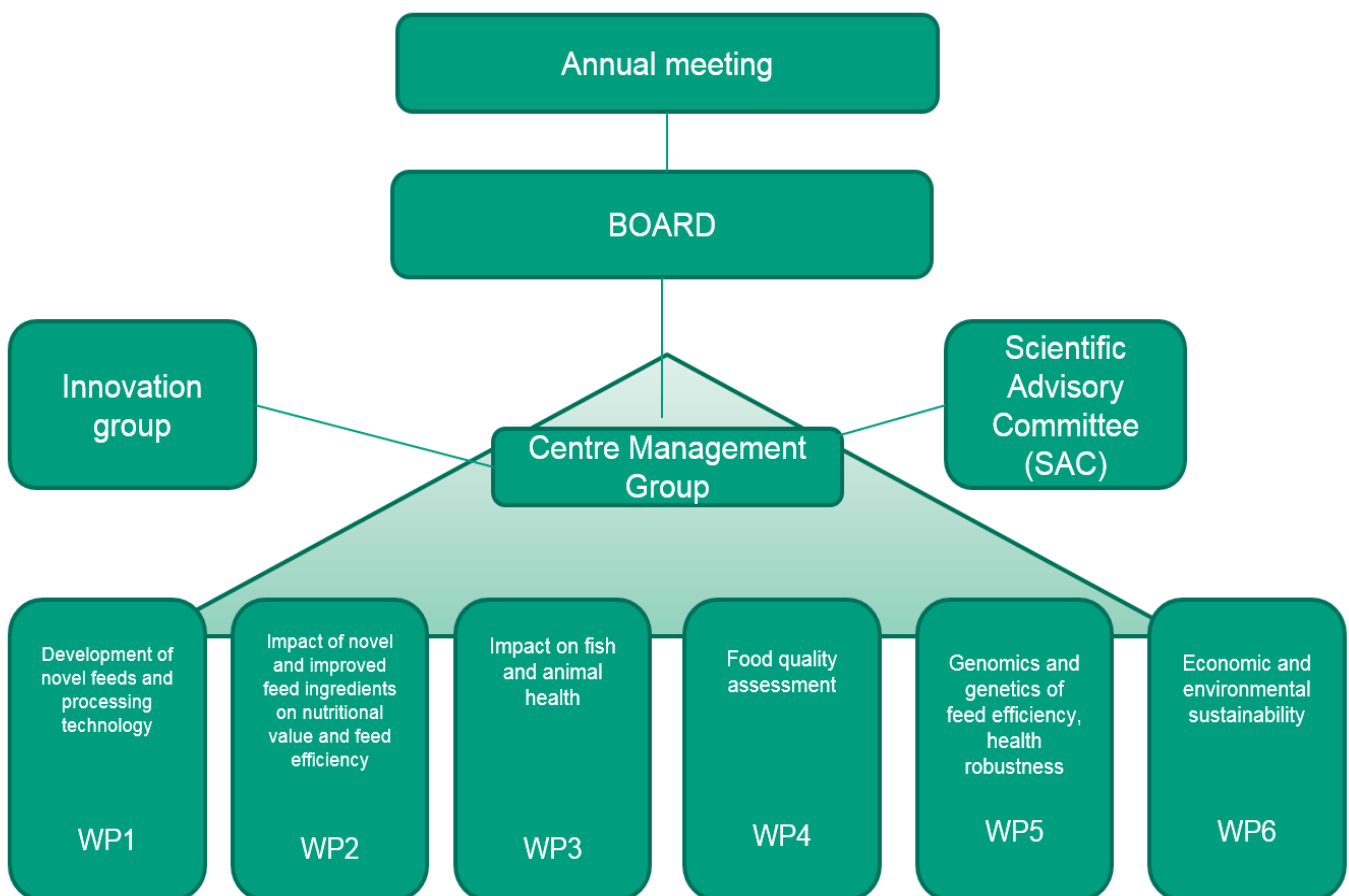 Annual meeting
BOARD
Innovation
group
Scientific
Advisory
Committee
(SAC)
Centre Management
Group
Development of
novel feeds and
processing
technology
WP1
Impact of novel
and improved
feed ingredients
on nutritional
value and feed
efficiency
WP2
Impact on fish
and animal
health
WP3
Food quality
assessment
WP4
Genomics and
genetics of
feed efficiency,
health
robustness
WP5
Economic and
environmental
sustainability
WP6